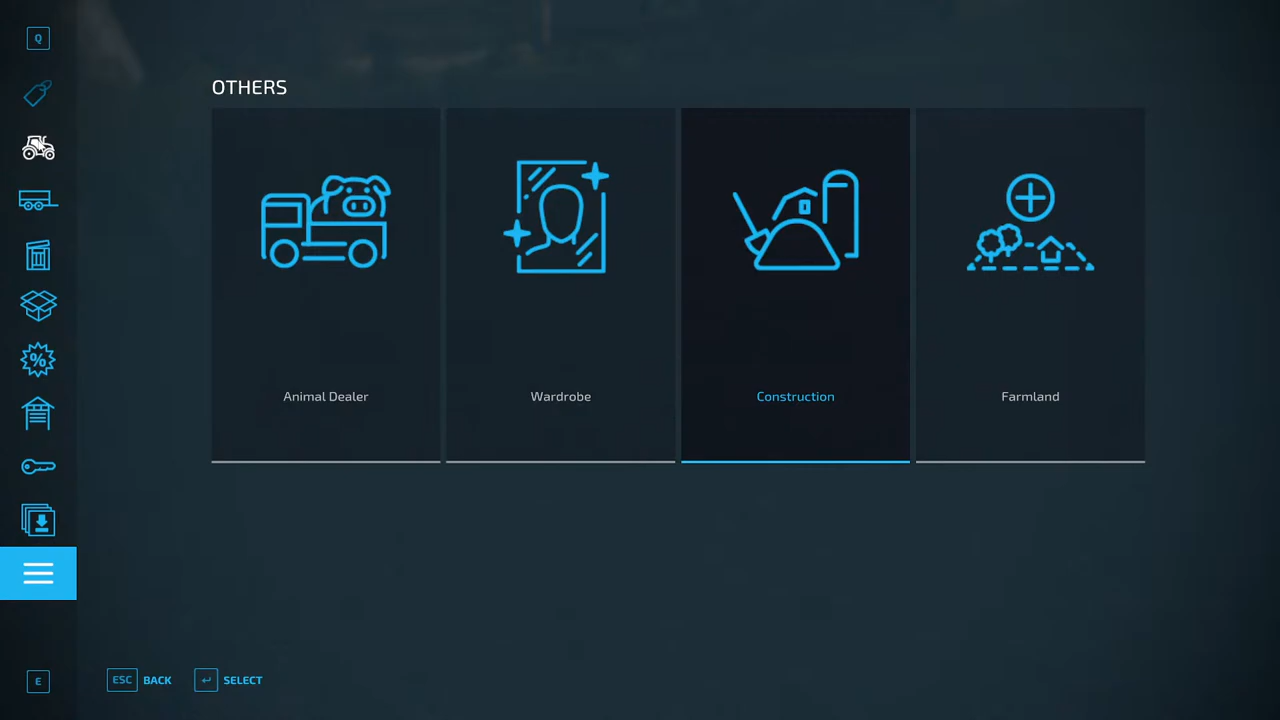 Q
OTHERS
Animal Dealer
Wardrobe
Construction
Farmland
%
E
ESC BACK
SELECT